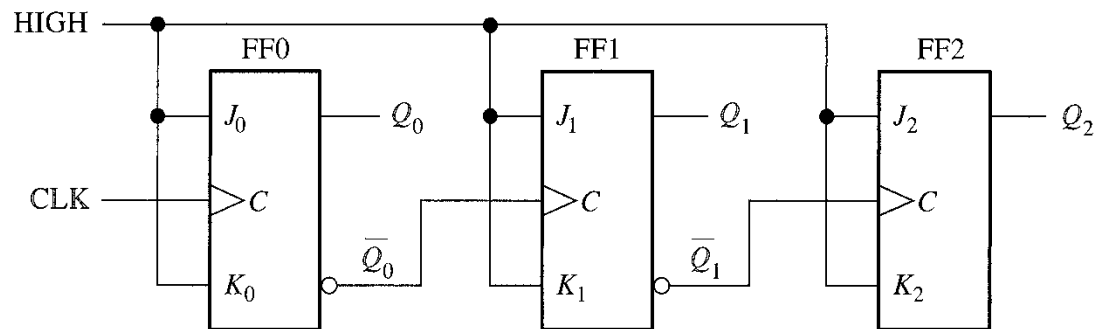 HIGH
FF0 FF1 FF2
J₀ Q₀ J₁ Q₁ J₂ Q₂
CLK C C C
Q̅₀ Q̅₁
K₀ K₁ K₂